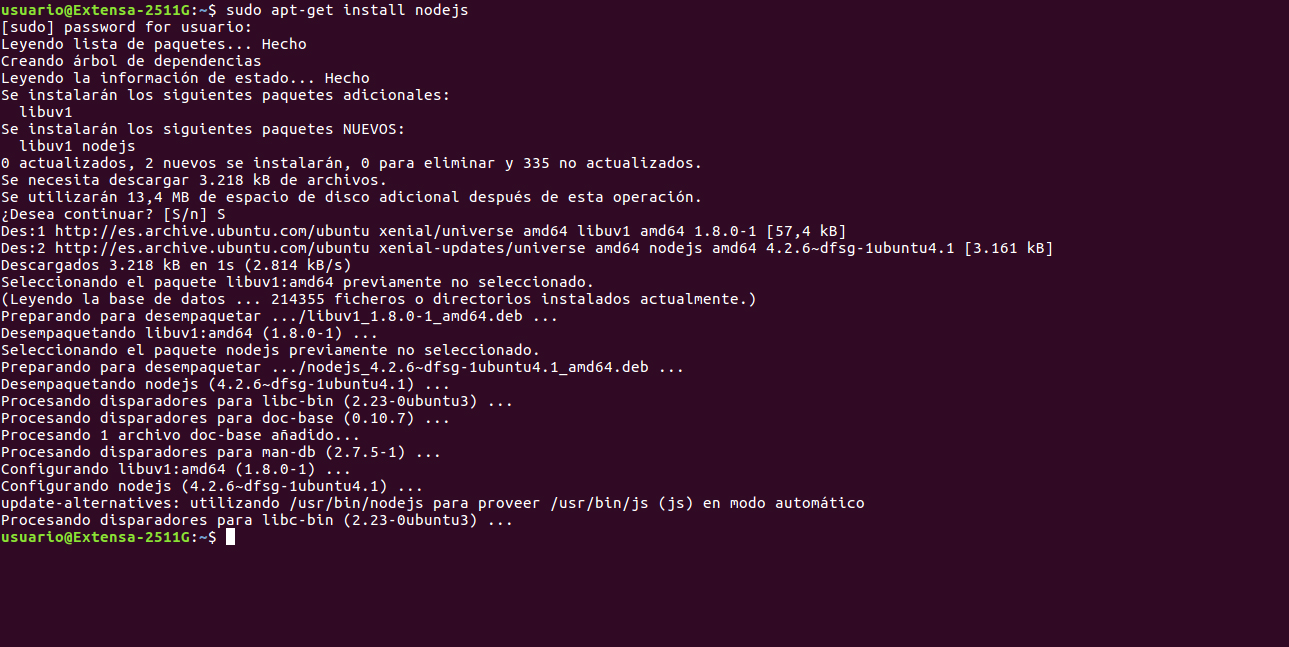 usuario@Extensa-2511G:~$ sudo apt-get install nodejs
[sudo] password for usuario:
Leyendo lista de paquetes... Hecho
Creando árbol de dependencias
Leyendo la información de estado... Hecho
Se instalarán los siguientes paquetes adicionales:
  libuv1
Se instalarán los siguientes paquetes NUEVOS:
  libuv1 nodejs
0 actualizados, 2 nuevos se instalarán, 0 para eliminar y 335 no actualizados.
Se necesita descargar 3.218 kB de archivos.
Se utilizarán 13,4 MB de espacio de disco adicional después de esta operación.
¿Desea continuar? [S/n] S
Des:1 http://es.archive.ubuntu.com/ubuntu xenial/universe amd64 libuv1 amd64 1.8.0-1 [57,4 kB]
Des:2 http://es.archive.ubuntu.com/ubuntu xenial-updates/universe amd64 nodejs amd64 4.2.6~dfsg-1ubuntu4.1 [3.161 kB]
Descargados 3.218 kB en 1s (2.814 kB/s)
Seleccionando el paquete libuv1:amd64 previamente no seleccionado.
(Leyendo la base de datos ... 214355 ficheros o directorios instalados actualmente.)
Preparando para desempaquetar .../libuv1_1.8.0-1_amd64.deb ...
Desempaquetando libuv1:amd64 (1.8.0-1) ...
Seleccionando el paquete nodejs previamente no seleccionado.
Preparando para desempaquetar .../nodejs_4.2.6~dfsg-1ubuntu4.1_amd64.deb ...
Desempaquetando nodejs (4.2.6~dfsg-1ubuntu4.1) ...
Procesando disparadores para libc-bin (2.23-0ubuntu3) ...
Procesando disparadores para doc-base (0.10.7) ...
Procesando 1 archivo doc-base añadido...
Procesando disparadores para man-db (2.7.5-1) ...
Configurando libuv1:amd64 (1.8.0-1) ...
Configurando nodejs (4.2.6~dfsg-1ubuntu4.1) ...
update-alternatives: utilizando /usr/bin/nodejs para proveer /usr/bin/js (js) en modo automático
Procesando disparadores para libc-bin (2.23-0ubuntu3) ...
usuario@Extensa-2511G:~$